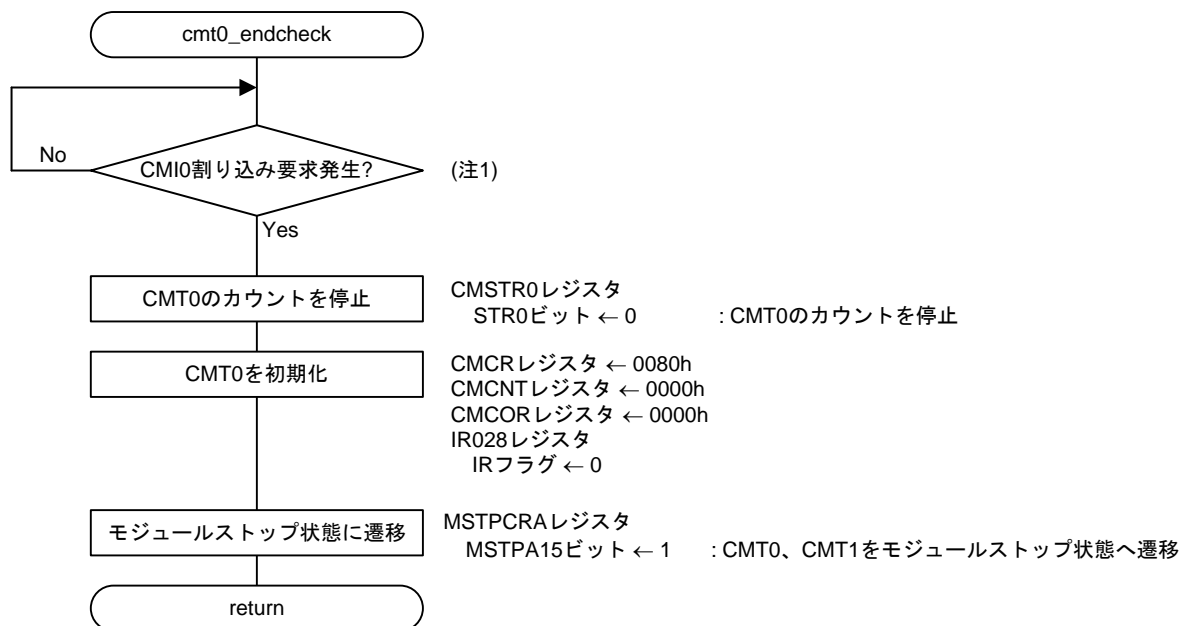 cmt0_endcheck
No
CMI0割り込み要求発生?
(注1)
Yes
CMT0のカウントを停止
CMSTR0レジスタ
STR0ビット ← 0 : CMT0のカウントを停止
CMT0を初期化
CMCRレジスタ ← 0080h
CMCNTレジスタ ← 0000h
CMCORレジスタ ← 0000h
IR028レジスタ
IRフラグ ← 0
モジュールストップ状態に遷移
MSTPCRAレジスタ
MSTPA15ビット ← 1 : CMT0、CMT1をモジュールストップ状態へ遷移
return